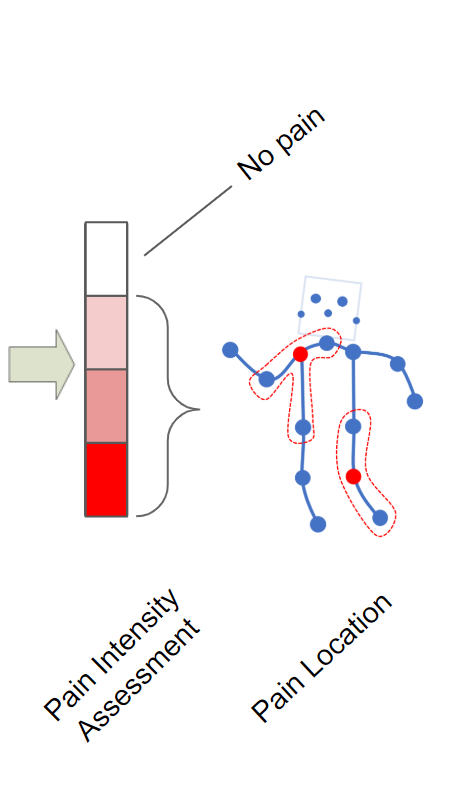 No pain
Pain Intensity
Assessment
Pain Location